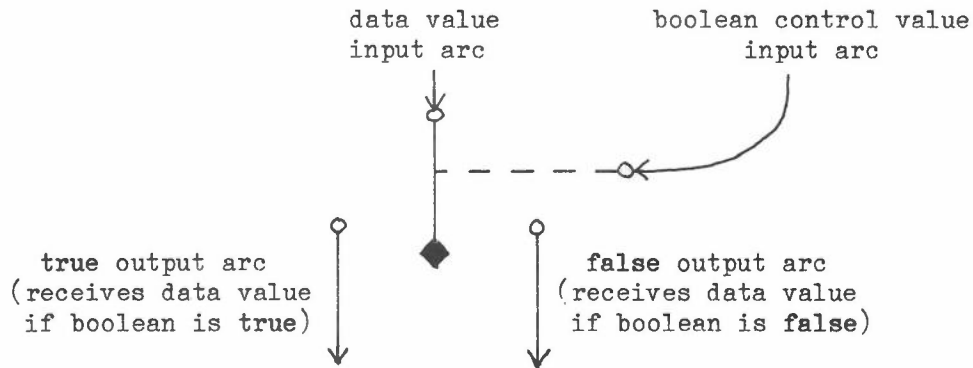 data value
input arc
boolean control value
input arc
true output arc
(receives data value
if boolean is true)
false output arc
(receives data value
if boolean is false)